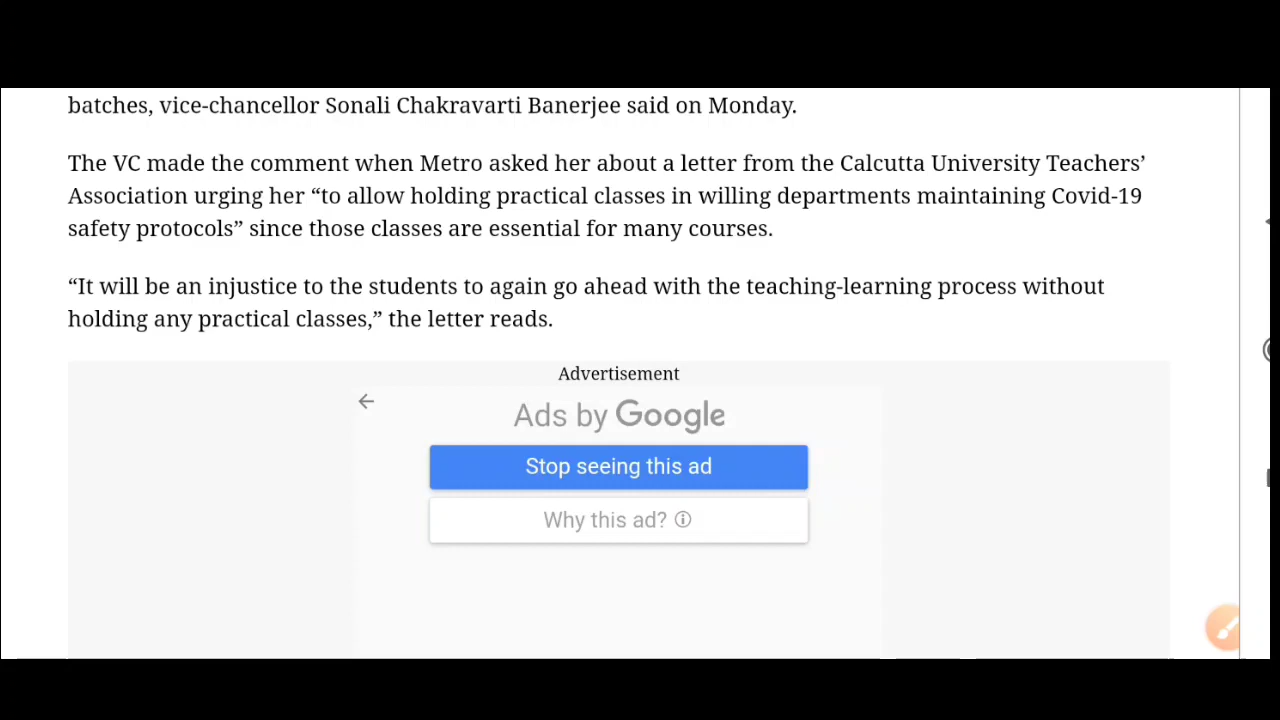 batches, vice-chancellor Sonali Chakravarti Banerjee said on Monday.
The VC made the comment when Metro asked her about a letter from the Calcutta University Teachers’
Association urging her “to allow holding practical classes in willing departments maintaining Covid-19
safety protocols” since those classes are essential for many courses.
“It will be an injustice to the students to again go ahead with the teaching-learning process without
holding any practical classes,” the letter reads.
Advertisement
Ads by Google
Stop seeing this ad
Why this ad?